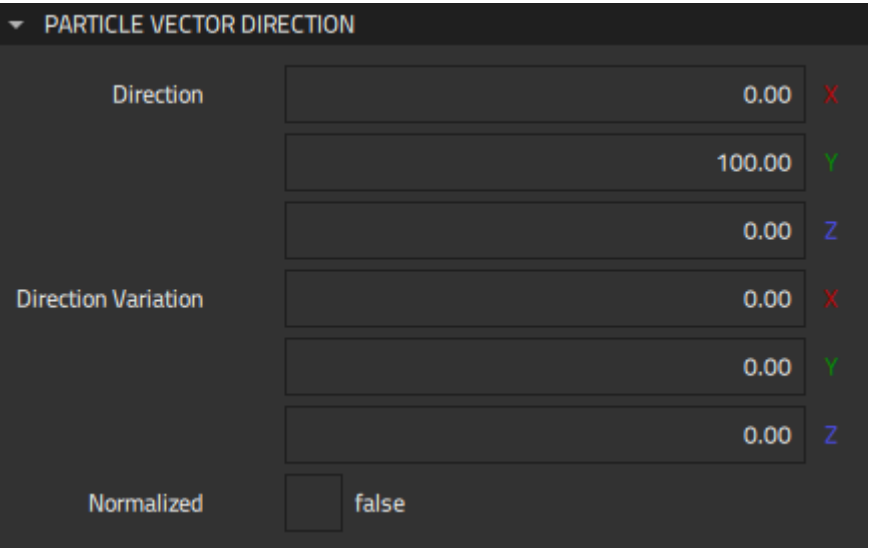 PARTICLE VECTOR DIRECTION
Direction 0.00 X
100.00 Y
0.00 Z
Direction Variation 0.00 X
0.00 Y
0.00 Z
Normalized false